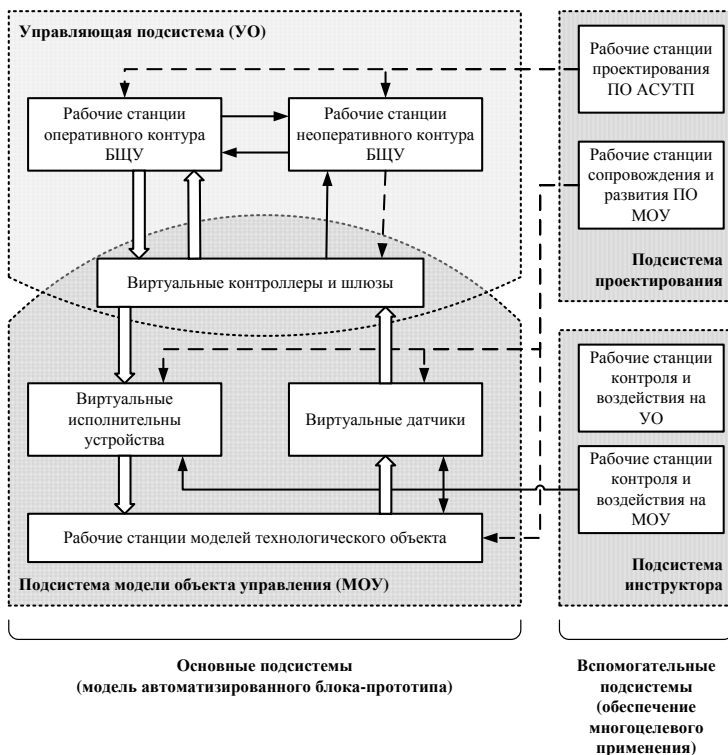 Управляющая подсистема (УО)
Рабочие станции
оперативного контура
БЩУ
Рабочие станции
неоперативного контура
БЩУ
Виртуальные контроллеры и шлюзы
Виртуальные
исполнительны
устройства
Виртуальные датчики
Рабочие станции моделей технологического объекта
Подсистема модели объекта управления (МОУ)
Рабочие станции
проектирования
ПО АСУТП
Рабочие станции
сопровождения и
развития ПО
МОУ
Подсистема
проектирования
Рабочие станции
контроля и
воздействия на
УО
Рабочие станции
контроля и
воздействия на
МОУ
Подсистема
инструктора
Основные подсистемы
(модель автоматизированного блока-прототипа)
Вспомогательные
подсистемы
(обеспечение
многоцелевого
применения)